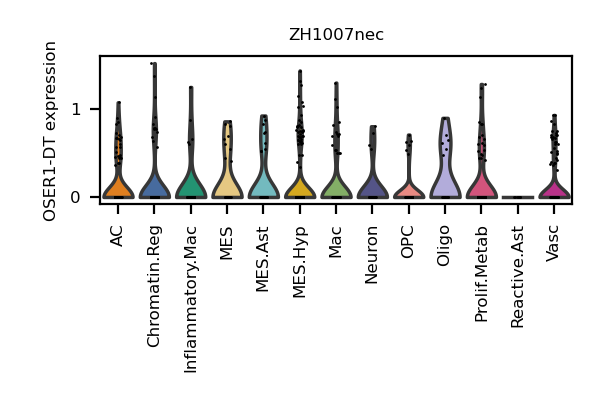 ZH1007nec
OSER1-DT expression
1
0
AC
Chromatin.Reg
Inflammatory.Mac
MES
MES.Ast
MES.Hyp
Mac
Neuron
OPC
Oligo
Prolif.Metab
Reactive.Ast
Vasc